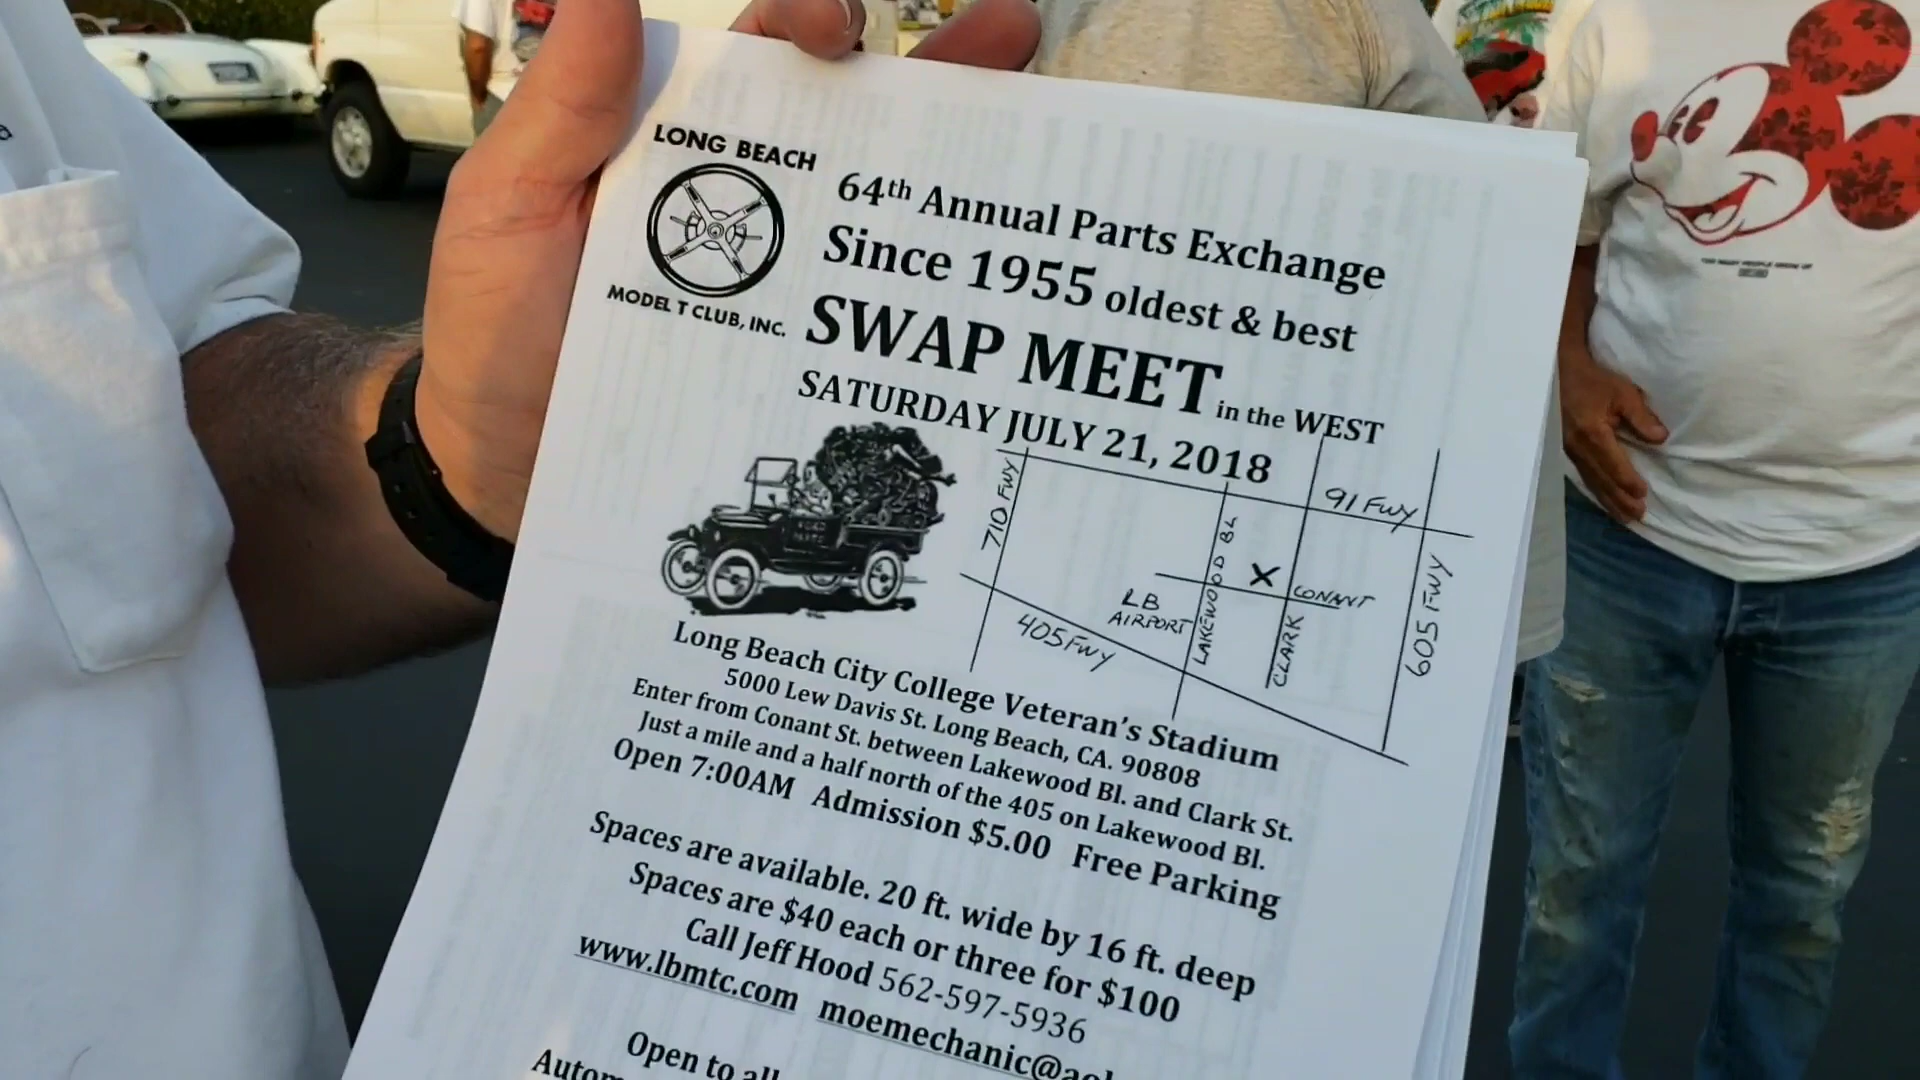 LONG BEACH
MODEL T CLUB, INC.
64th Annual Parts Exchange
Since 1955 oldest & best
SWAP MEET in the WEST
SATURDAY JULY 21, 2018
710 FWY
91 FWY
LAKEWOOD BL
X
CONANT
LB
AIRPORT
CLARK
605 FWY
405 FWY
Long Beach City College Veteran's Stadium
5000 Lew Davis St. Long Beach, CA. 90808
Enter from Conant St. between Lakewood Bl. and Clark St.
Just a mile and a half north of the 405 on Lakewood Bl.
Open 7:00AM Admission $5.00 Free Parking
Spaces are available. 20 ft. wide by 16 ft. deep
Spaces are $40 each or three for $100
Call Jeff Hood 562-597-5936
www.lbmtc.com moemechanic@aol
Open to all